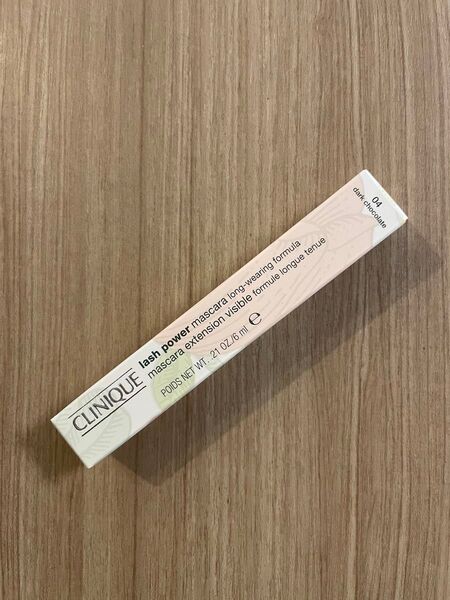 CLINIQUE
lash power mascara long-wearing formula
mascara extension visible formule longue tenue
POIDS NET WT. .21 OZ/6 ml ℮
04
dark chocolate